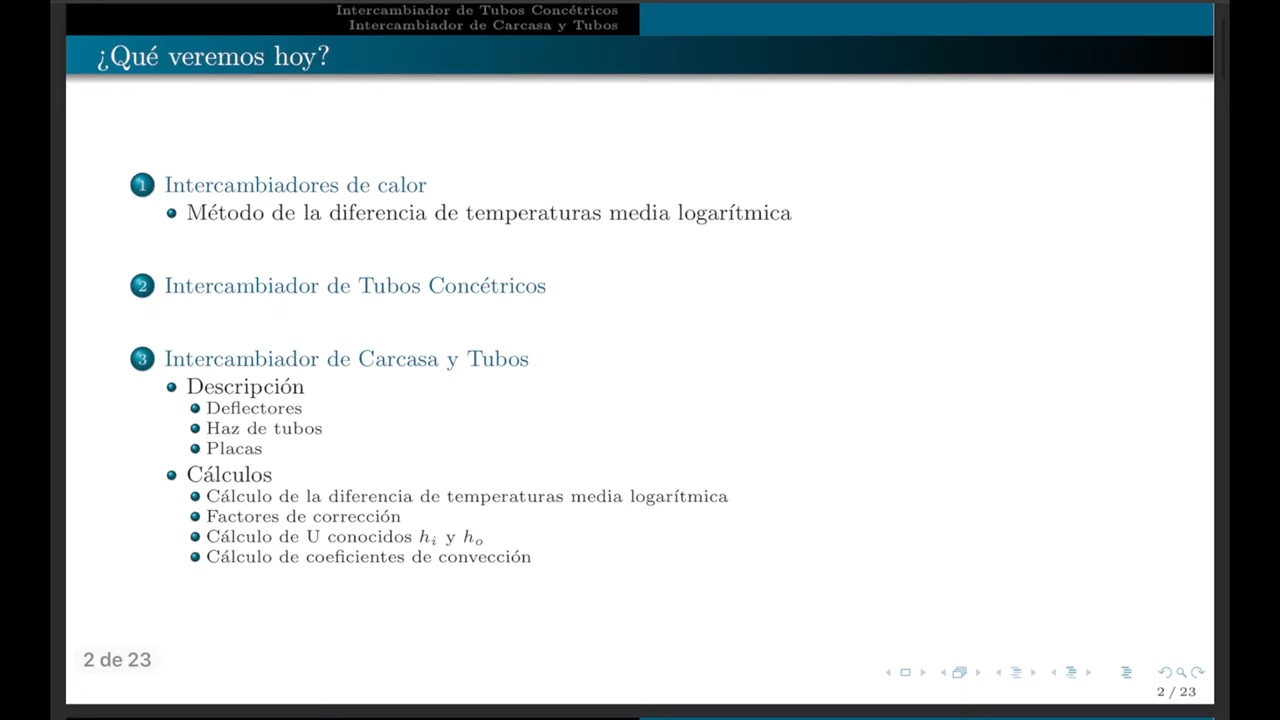 Intercambiador de Tubos Concétricos
Intercambiador de Carcasa y Tubos
¿Qué veremos hoy?
1 Intercambiadores de calor
Método de la diferencia de temperaturas media logarítmica
2 Intercambiador de Tubos Concétricos
3 Intercambiador de Carcasa y Tubos
Descripción
Deflectores
Haz de tubos
Placas
Cálculos
Cálculo de la diferencia de temperaturas media logarítmica
Factores de corrección
Cálculo de U conocidos hᵢ y hₒ
Cálculo de coeficientes de convección
2 de 23
2 / 23